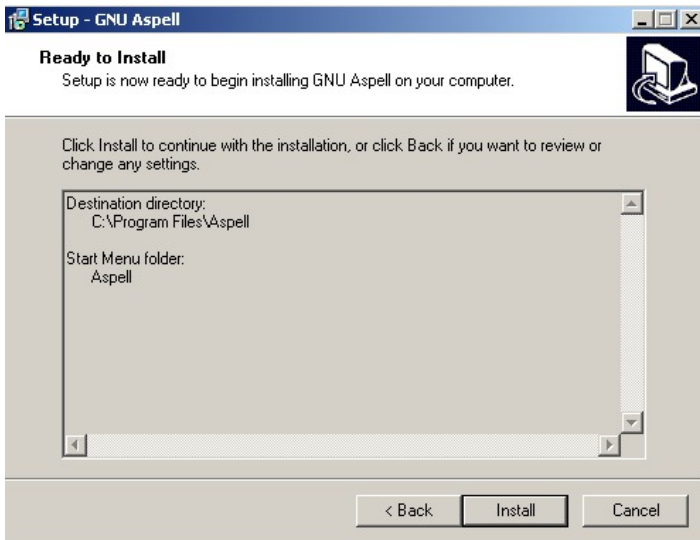 Setup - GNU Aspell
Ready to Install
Setup is now ready to begin installing GNU Aspell on your computer.
Click Install to continue with the installation, or click Back if you want to review or
change any settings.
Destination directory:
C:\Program Files\Aspell
Start Menu folder:
Aspell
< Back Install Cancel